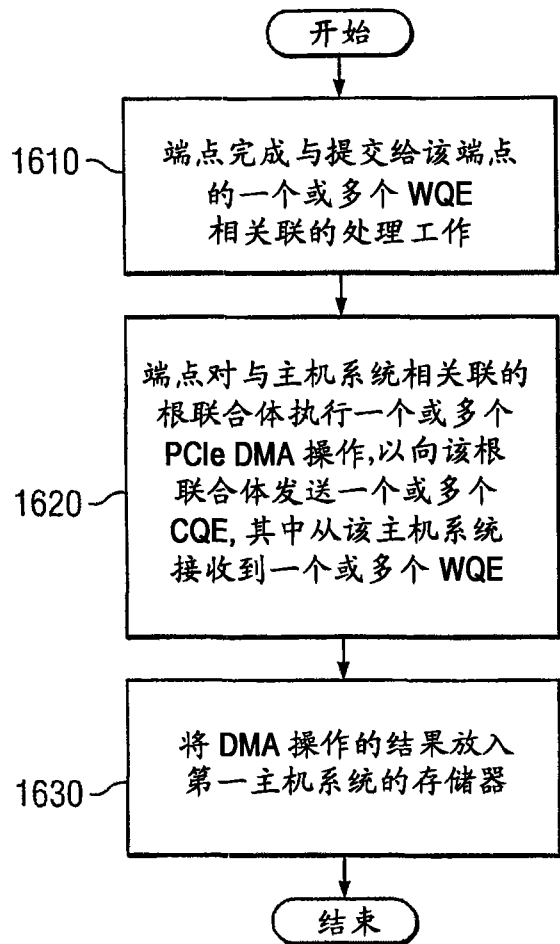 开始
1610
端点完成与提交给该端点
的一个或多个 WQE
相关联的处理工作
1620
端点对与主机系统相关联的
根联合体执行一个或多个
PCIe DMA 操作,以向该根
联合体发送一个或多个
CQE, 其中从该主机系统
接收到一个或多个 WQE
1630
将 DMA 操作的结果放入
第一主机系统的存储器
结束